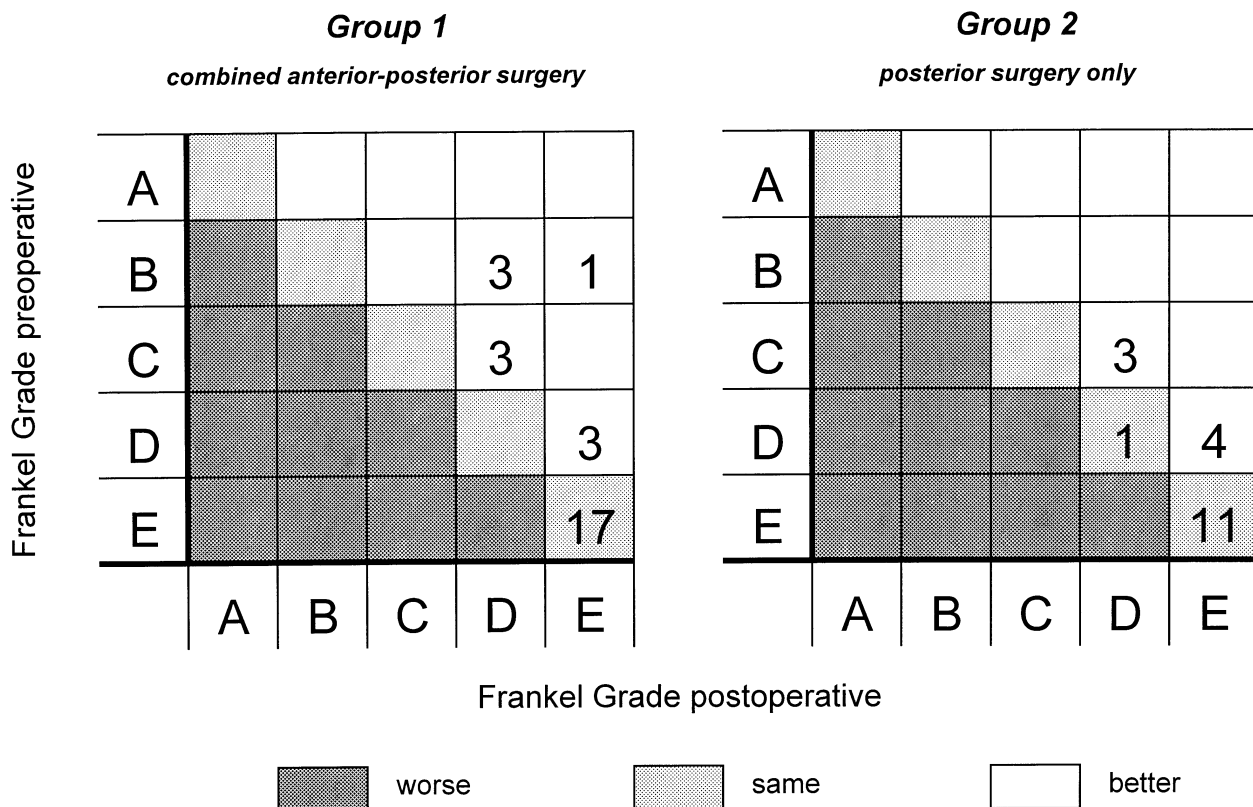 Group 1
combined anterior-posterior surgery
Group 2
posterior surgery only
Frankel Grade preoperative
A
B 3 1
C 3
D 3
E 17
A B C D E
A
B
C 3
D 1 4
E 11
A B C D E
Frankel Grade postoperative
worse same better